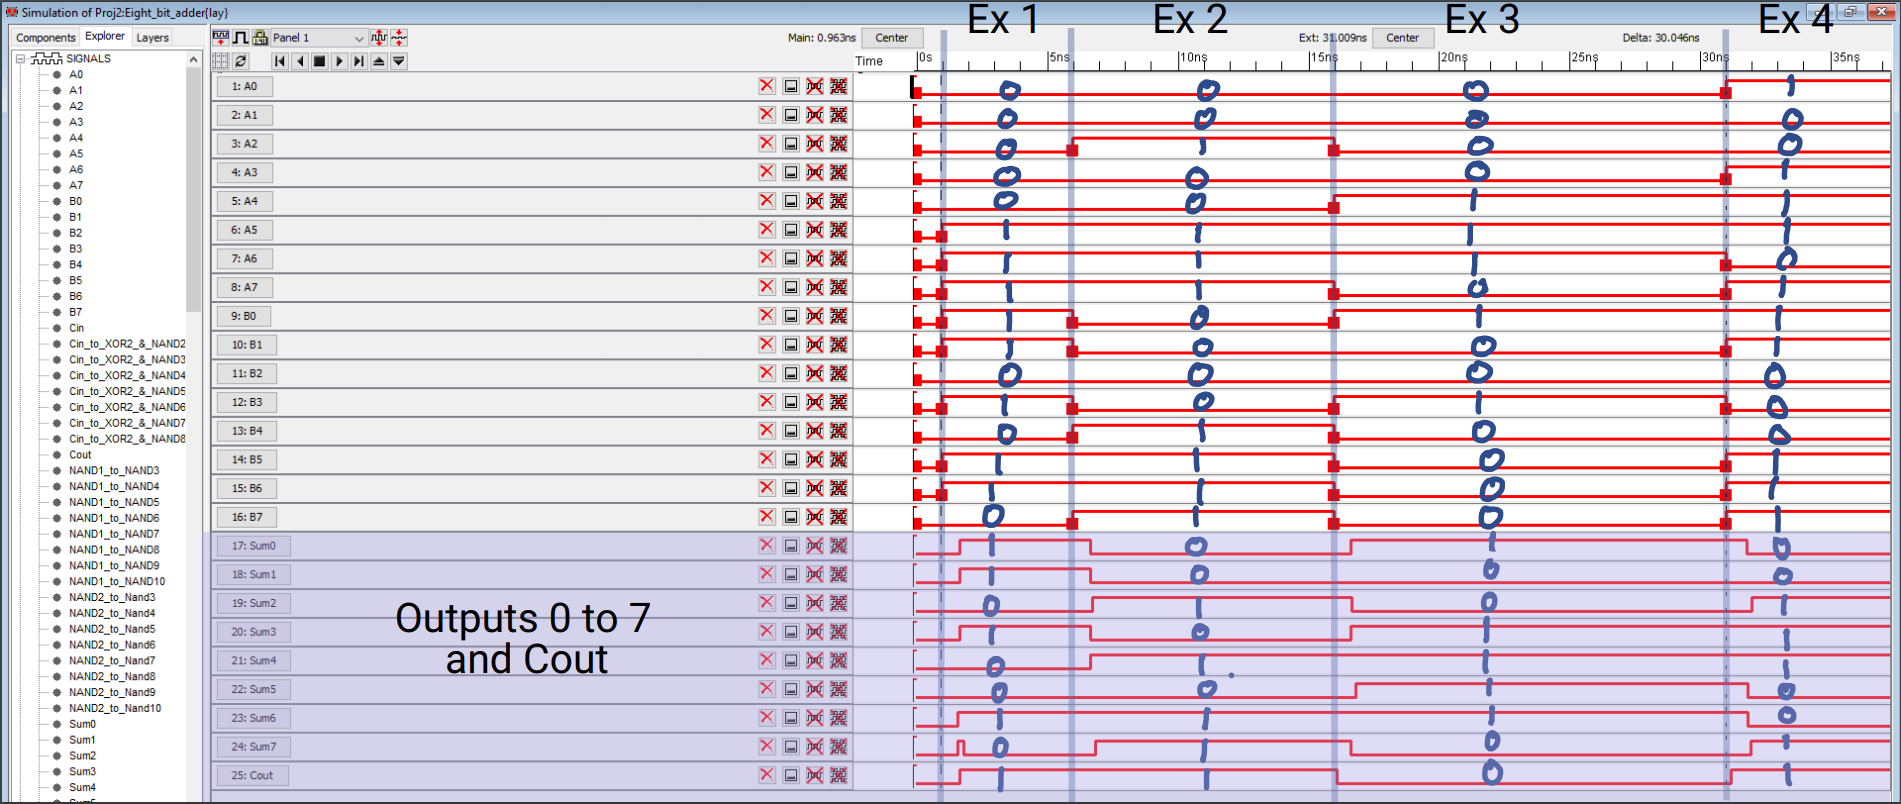 Simulation of Proj2:Eight_bit_adder{lay}
Ex 1 Ex 2 Ex 3 Ex 4
Components Explorer Layers
Panel 1
Main: 0.963ns Center Ext: 31.009ns Center Delta: 30.046ns
Time 0s 5ns 10ns 15ns 20ns 25ns 30ns 35ns
SIGNALS
A0
A1
A2
A3
A4
A5
A6
A7
B0
B1
B2
B3
B4
B5
B6
B7
Cin
Cin_to_XOR2_&_NAND2
Cin_to_XOR2_&_NAND3
Cin_to_XOR2_&_NAND4
Cin_to_XOR2_&_NAND5
Cin_to_XOR2_&_NAND6
Cin_to_XOR2_&_NAND7
Cin_to_XOR2_&_NAND8
Cout
NAND1_to_NAND3
NAND1_to_NAND4
NAND1_to_NAND5
NAND1_to_NAND6
NAND1_to_NAND7
NAND1_to_NAND8
NAND1_to_NAND9
NAND1_to_NAND10
NAND2_to_Nand3
NAND2_to_Nand4
NAND2_to_Nand5
NAND2_to_Nand6
NAND2_to_Nand7
NAND2_to_Nand8
NAND2_to_Nand9
NAND2_to_Nand10
Sum0
Sum1
Sum2
Sum3
Sum4
1: A0 0 0 0 1
2: A1 0 0 0 0
3: A2 0 1 0 0
4: A3 0 0 0 1
5: A4 0 0 1 1
6: A5 1 1 1 1
7: A6 1 1 1 0
8: A7 1 1 0 1
9: B0 1 0 1 1
10: B1 1 0 0 1
11: B2 0 0 0 0
12: B3 1 0 1 0
13: B4 0 1 0 0
14: B5 1 1 0 1
15: B6 1 1 0 1
16: B7 0 1 0 1
17: Sum0 1 0 1 0
18: Sum1 1 0 0 0
19: Sum2 0 1 0 1
20: Sum3 1 0 1 1
21: Sum4 0 1 1 1
22: Sum5 0 0 1 0
23: Sum6 1 1 1 0
24: Sum7 0 1 0 1
25: Cout 1 1 0 1
Outputs 0 to 7
and Cout